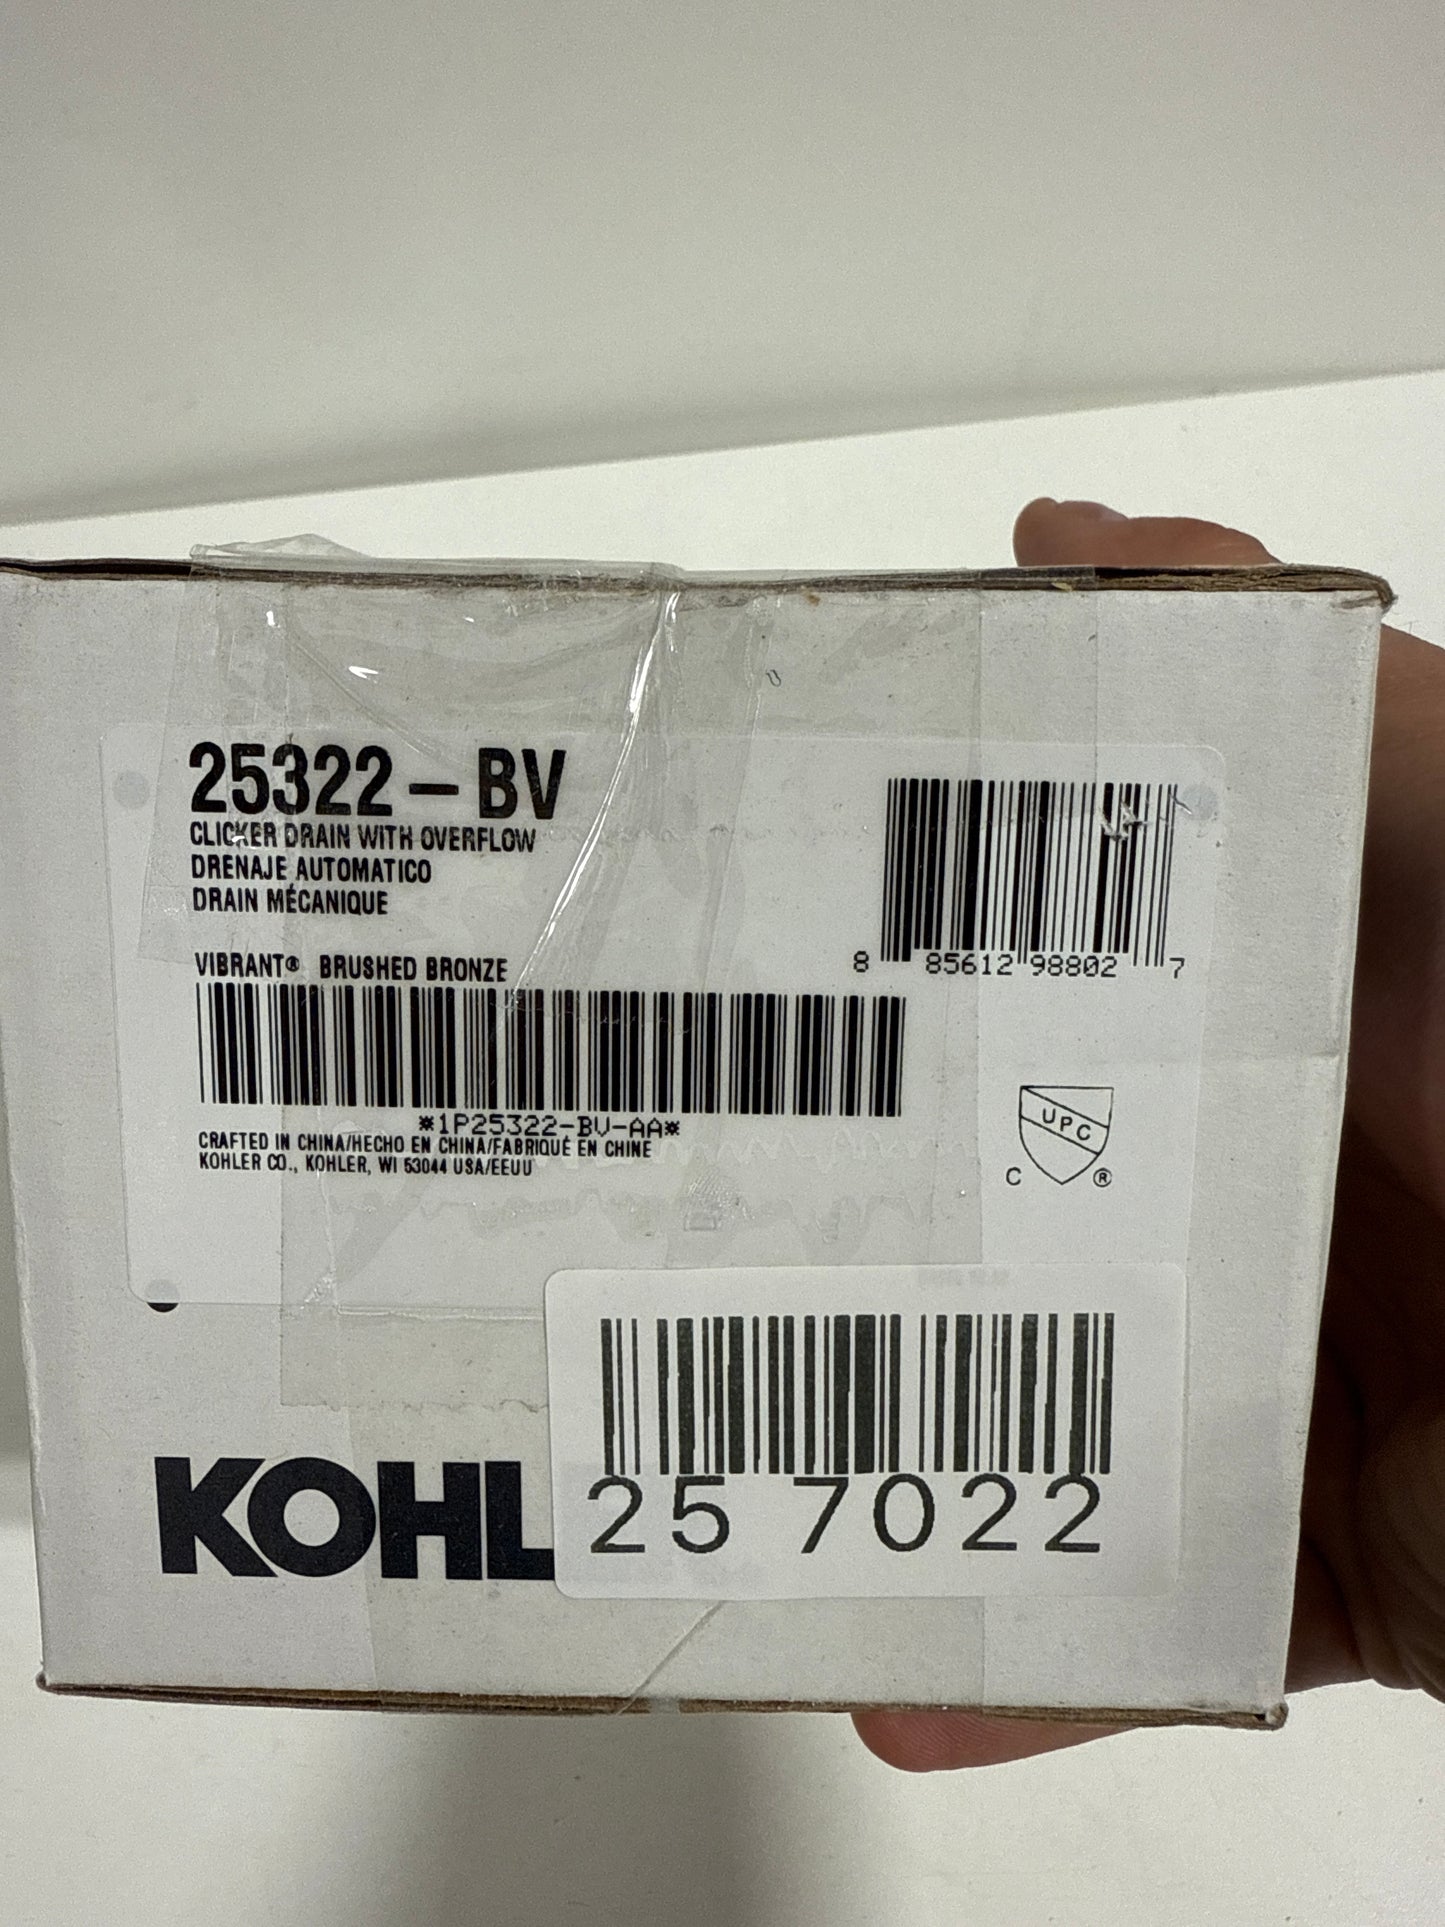 25322-BV
CLICKER DRAIN WITH OVERFLOW
DRENAJE AUTOMATICO
DRAIN MÉCANIQUE
VIBRANT® BRUSHED BRONZE
8 85612 98802 7
*1P25322-BV-AA*
CRAFTED IN CHINA/HECHO EN CHINA/FABRIQUÉ EN CHINE
KOHLER CO., KOHLER, WI 53044 USA/EEUU
UPC
C ®
25 7022
KOHL